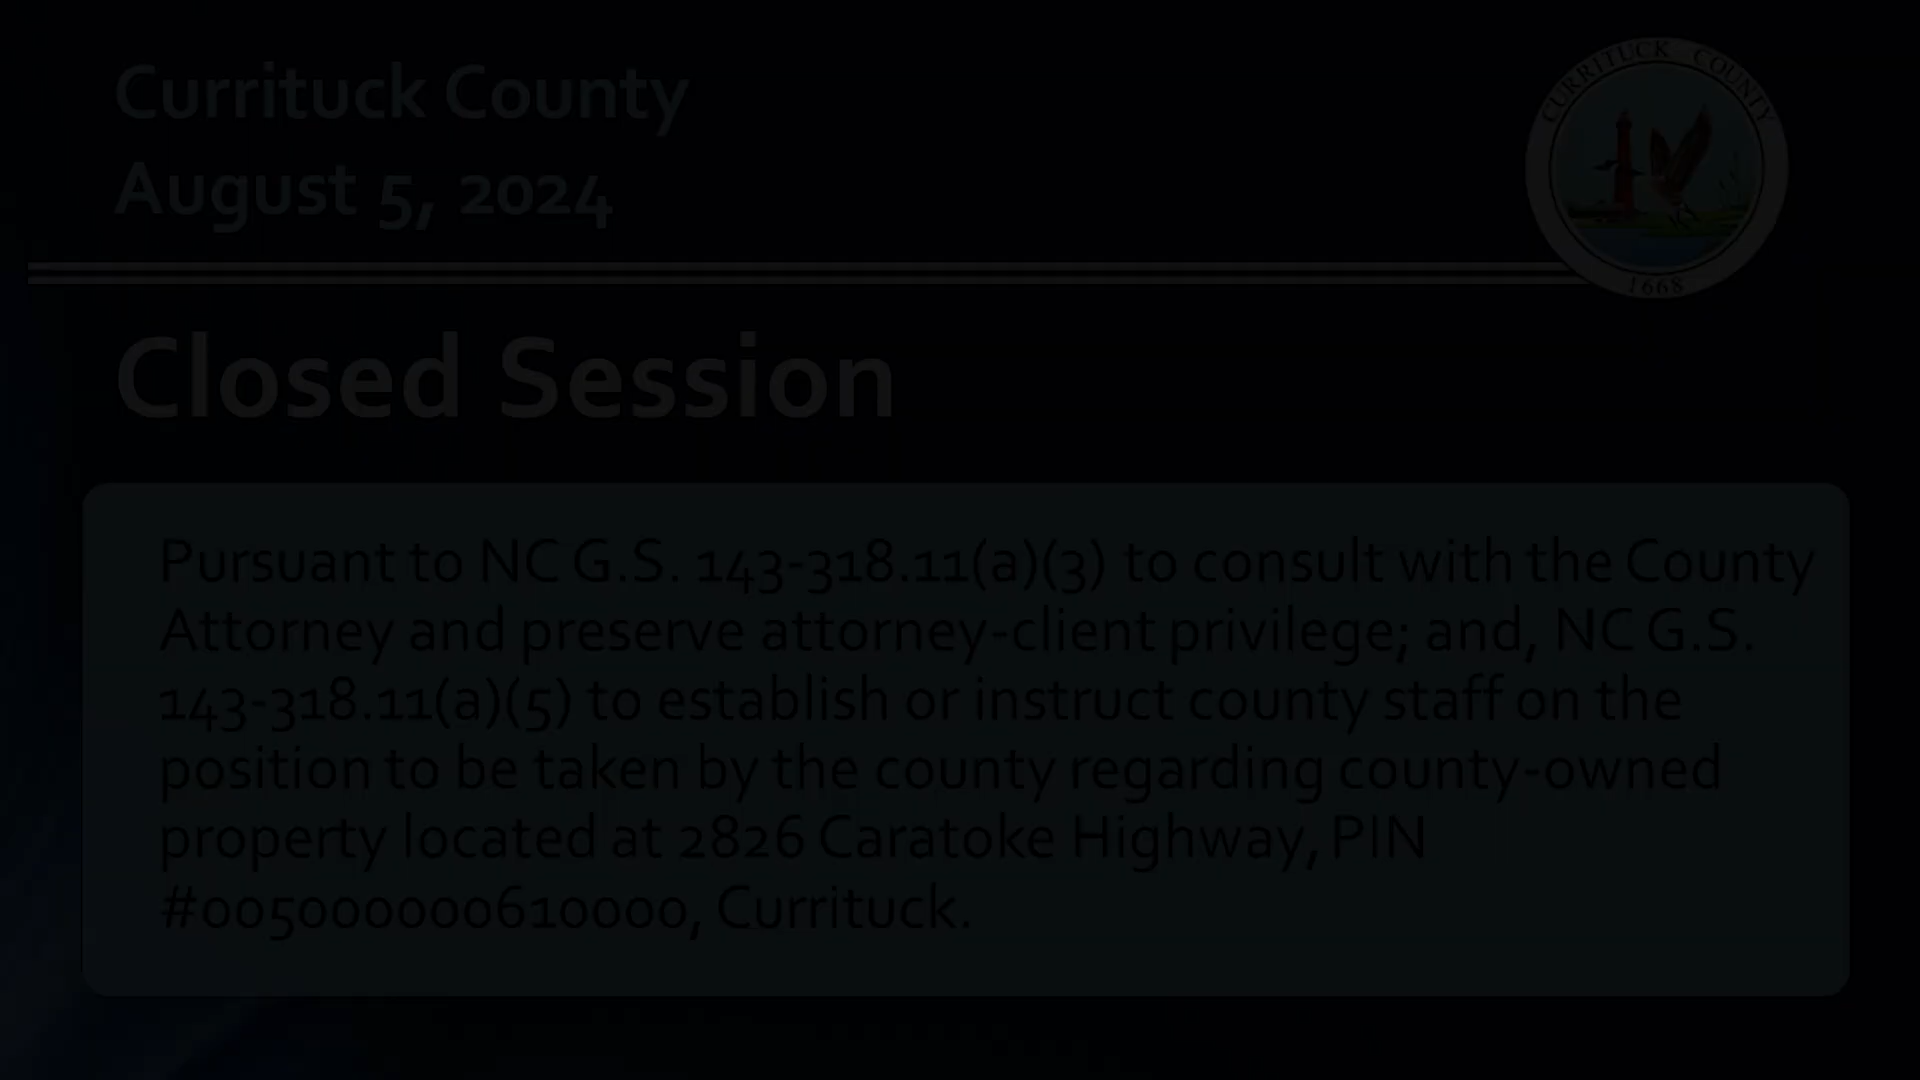 Currituck County
August 5, 2024
CURRITUCK COUNTY
1668
Closed Session
Pursuant to NC G.S. 143-318.11(a)(3) to consult with the County
Attorney and preserve attorney-client privilege; and, NC G.S.
143-318.11(a)(5) to establish or instruct county staff on the
position to be taken by the county regarding county-owned
property located at 2826 Caratoke Highway, PIN
#005000000610000, Currituck.